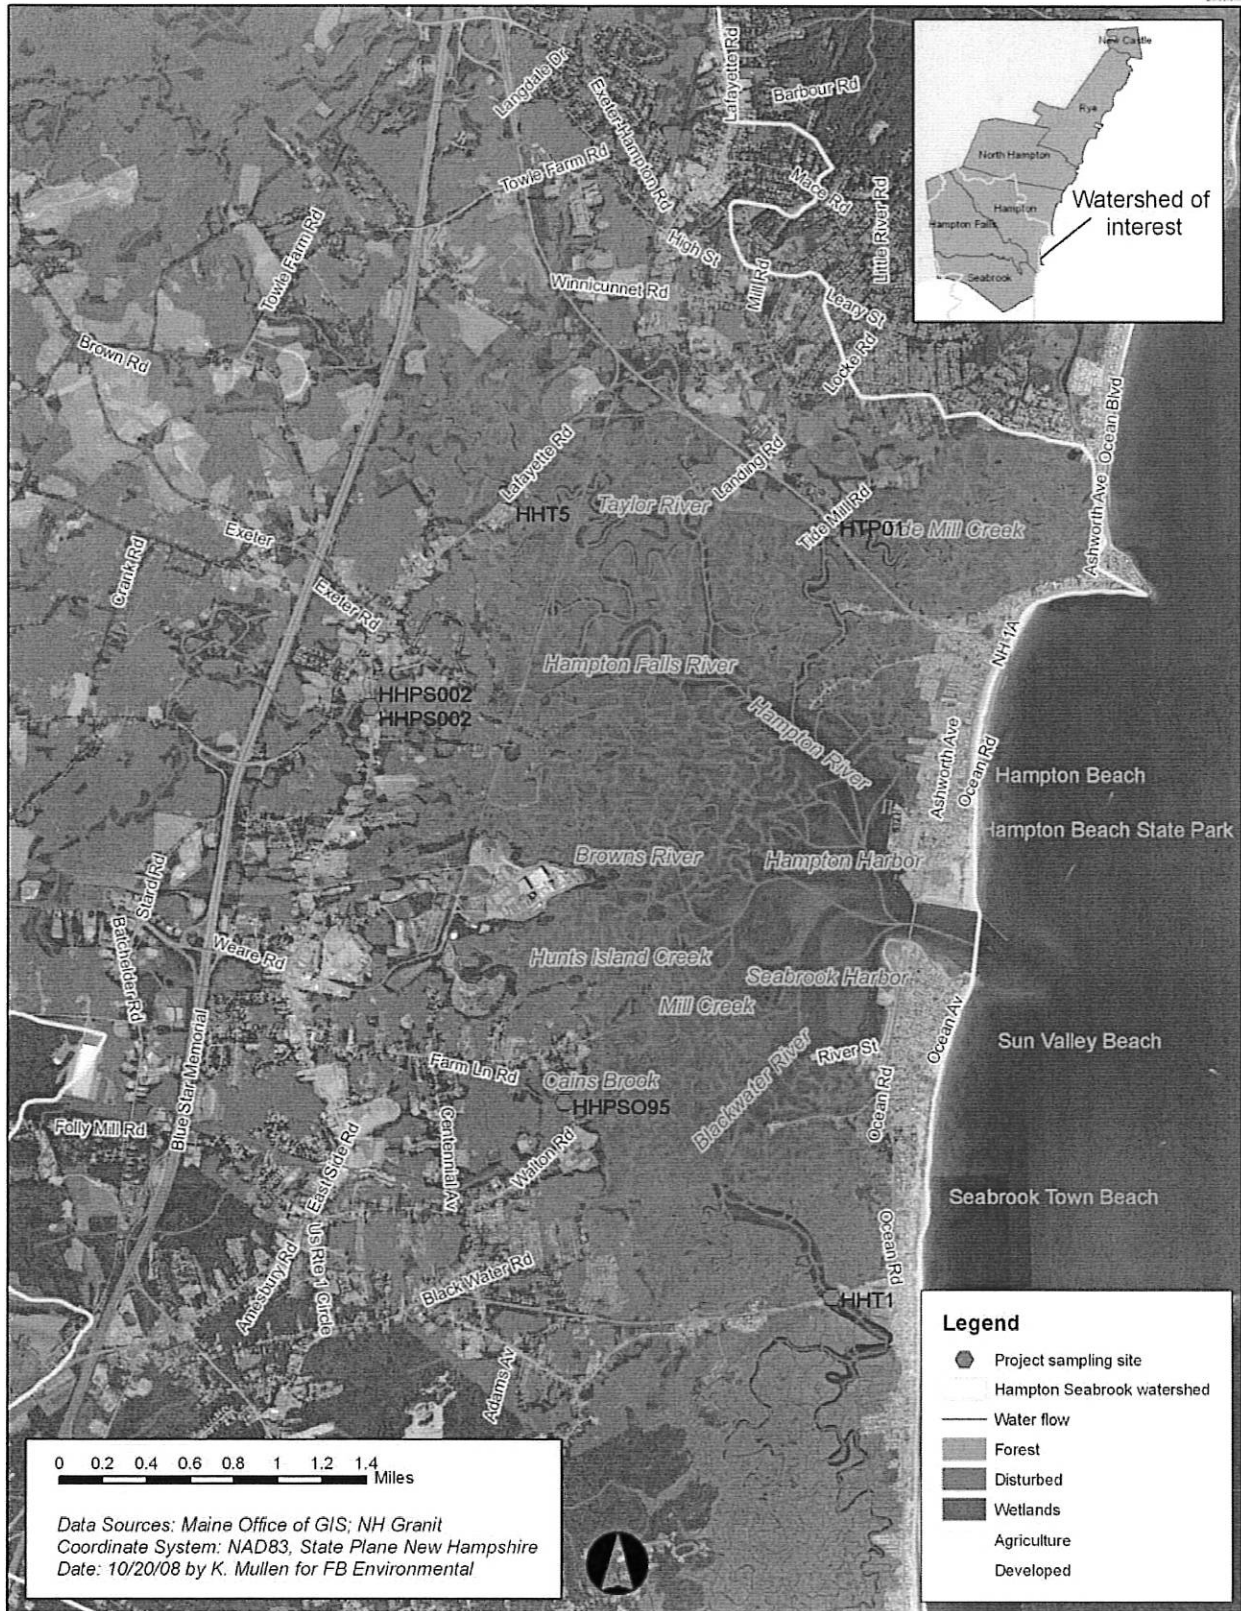 New Castle
Rye
North Hampton
Hampton
Hampton Falls
Seabrook
Watershed of
interest
Langdale Dr
Exeter-Hampton Rd
Lafayette Rd
Barbour Rd
Towle Farm Rd
Mace Rd
Little River Rd
Towle Farm Rd
High St
Winnicunnet Rd
Mill Rd
Leary St
Brown Rd
Locke Rd
Ocean Blvd
Lafayette Rd
Landing Rd
Taylor River
HHT5
Tide Mill Rd
HTP01
Tide Mill Creek
Ashworth Ave
Exeter
Crank Rd
Exeter Rd
NH 1A
Hampton Falls River
HHPS002
HHPS002
Hampton River
Ashworth Ave
Ocean Rd
Hampton Beach
Hampton Beach State Park
Browns River
Hampton Harbor
Stard Rd
Batchelder Rd
Weare Rd
Hunts Island Creek
Seabrook Harbor
Mill Creek
Ocean Av
Blue Star Memorial
River St
Sun Valley Beach
Farm Ln Rd
Cains Brook
HHPSO95
Blackwater River
Ocean Rd
Folly Mill Rd
Centennial Av
East Side Rd
Walton Rd
Seabrook Town Beach
Ocean Rd
Amesbury Rd
Us Rte 1 Circle
Black Water Rd
HHT1
Adams Av
Legend
Project sampling site
Hampton Seabrook watershed
Water flow
Forest
Disturbed
Wetlands
Agriculture
Developed
0 0.2 0.4 0.6 0.8 1 1.2 1.4
Miles
Data Sources: Maine Office of GIS; NH Granit
Coordinate System: NAD83, State Plane New Hampshire
Date: 10/20/08 by K. Mullen for FB Environmental